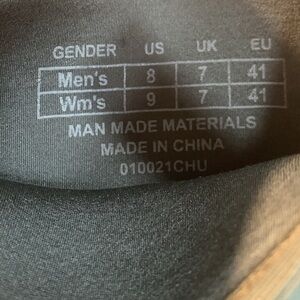 GENDER US UK EU
Men's 8 7 41
Wm's 9 7 41
MAN MADE MATERIALS
MADE IN CHINA
010021CHU